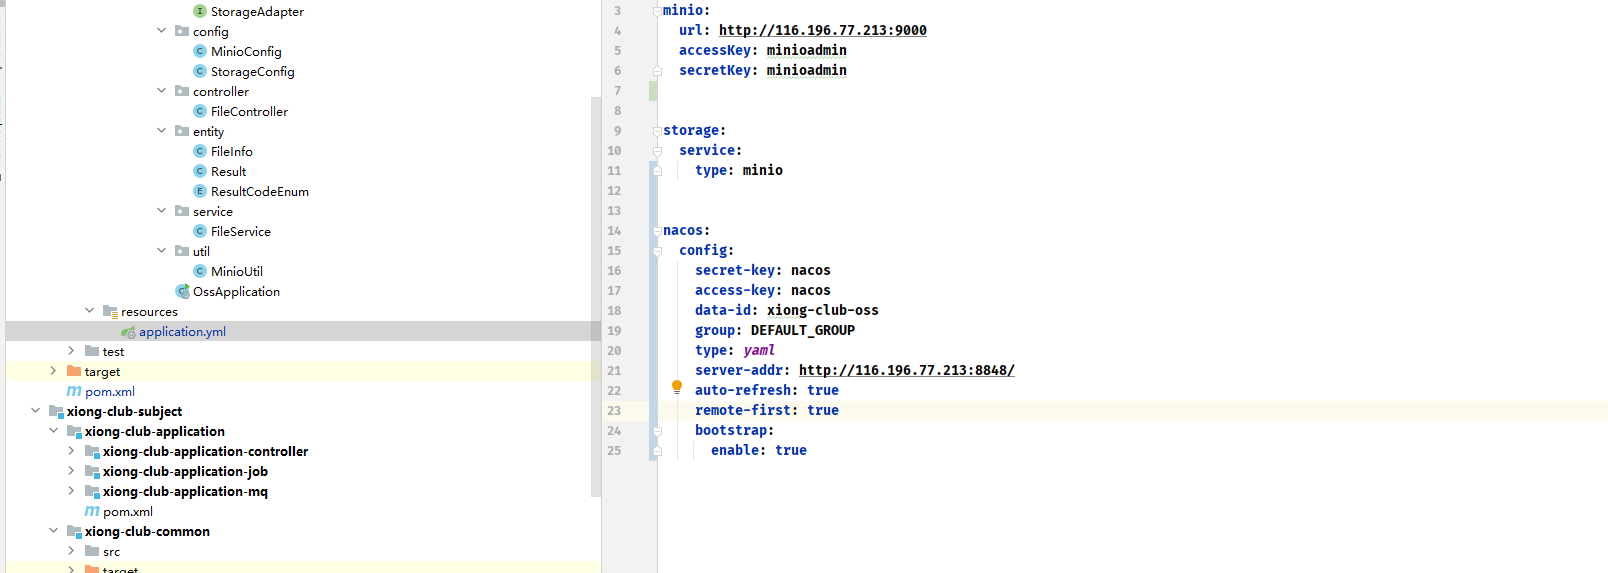 StorageAdapter
config
MinioConfig
StorageConfig
controller
FileController
entity
FileInfo
Result
ResultCodeEnum
service
FileService
util
MinioUtil
OssApplication
resources
application.yml
test
target
pom.xml
xiong-club-subject
xiong-club-application
xiong-club-application-controller
xiong-club-application-job
xiong-club-application-mq
pom.xml
xiong-club-common
src
target
3 minio:
4 url: http://116.196.77.213:9000
5 accessKey: minioadmin
6 secretKey: minioadmin
7
8
9 storage:
10 service:
11 type: minio
12
13
14 nacos:
15 config:
16 secret-key: nacos
17 access-key: nacos
18 data-id: xiong-club-oss
19 group: DEFAULT_GROUP
20 type: yaml
21 server-addr: http://116.196.77.213:8848/
22 auto-refresh: true
23 remote-first: true
24 bootstrap:
25 enable: true